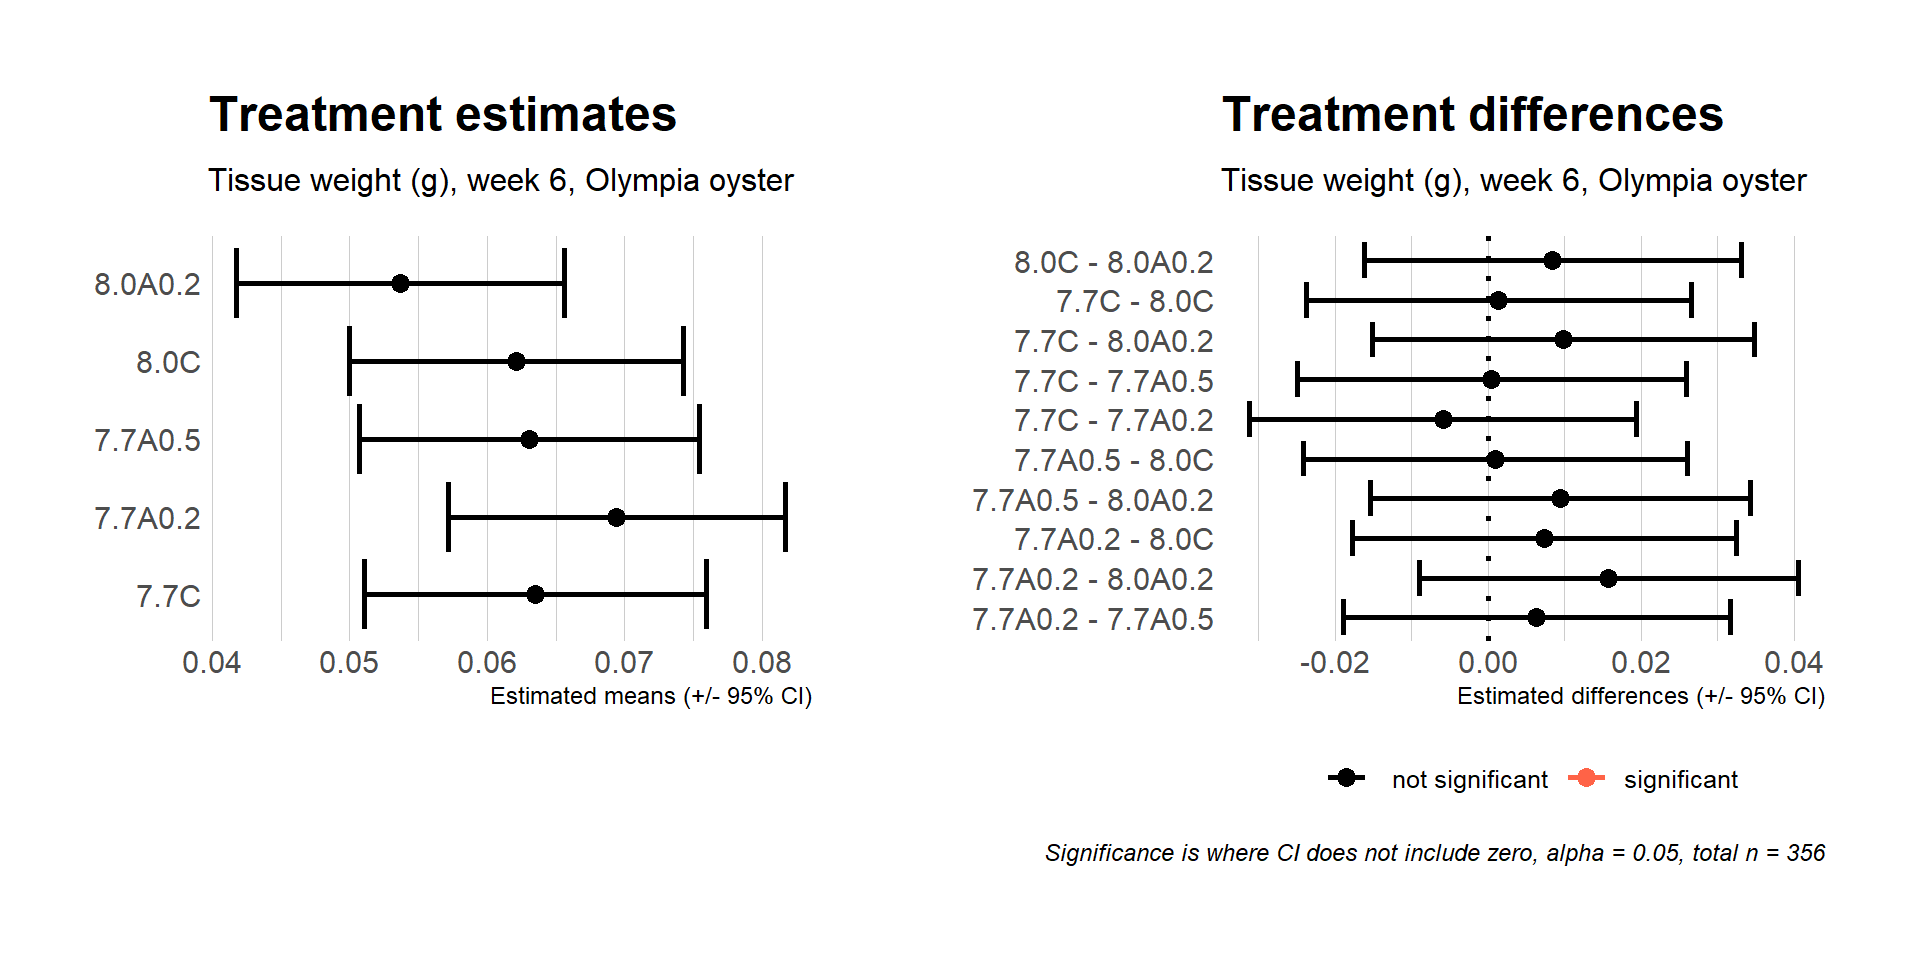 Treatment estimates
Tissue weight (g), week 6, Olympia oyster
8.0A0.2
8.0C
7.7A0.5
7.7A0.2
7.7C
0.04 0.05 0.06 0.07 0.08
Estimated means (+/- 95% CI)
Treatment differences
Tissue weight (g), week 6, Olympia oyster
8.0C - 8.0A0.2
7.7C - 8.0C
7.7C - 8.0A0.2
7.7C - 7.7A0.5
7.7C - 7.7A0.2
7.7A0.5 - 8.0C
7.7A0.5 - 8.0A0.2
7.7A0.2 - 8.0C
7.7A0.2 - 8.0A0.2
7.7A0.2 - 7.7A0.5
-0.02 0.00 0.02 0.04
Estimated differences (+/- 95% CI)
not significant significant
Significance is where CI does not include zero, alpha = 0.05, total n = 356